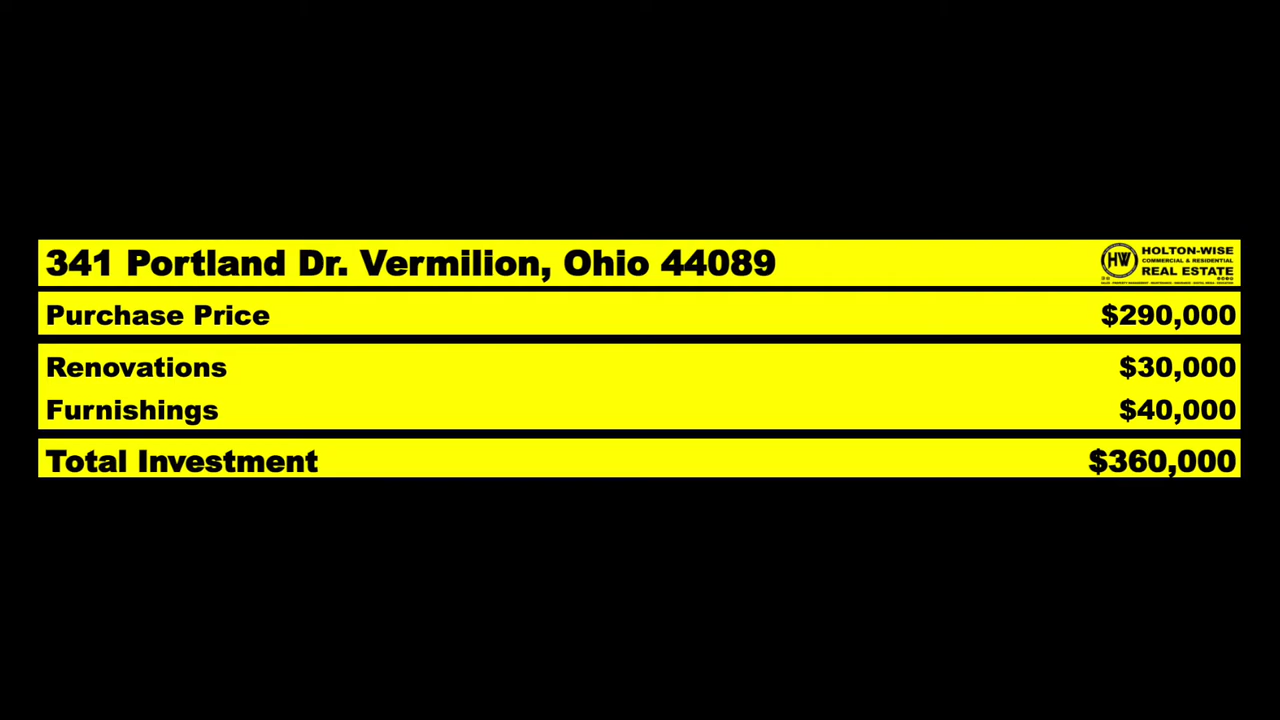 341 Portland Dr. Vermilion, Ohio 44089
HW
HOLTON-WISE
COMMERCIAL & RESIDENTIAL
REAL ESTATE
Purchase Price $290,000
Renovations $30,000
Furnishings $40,000
Total Investment $360,000